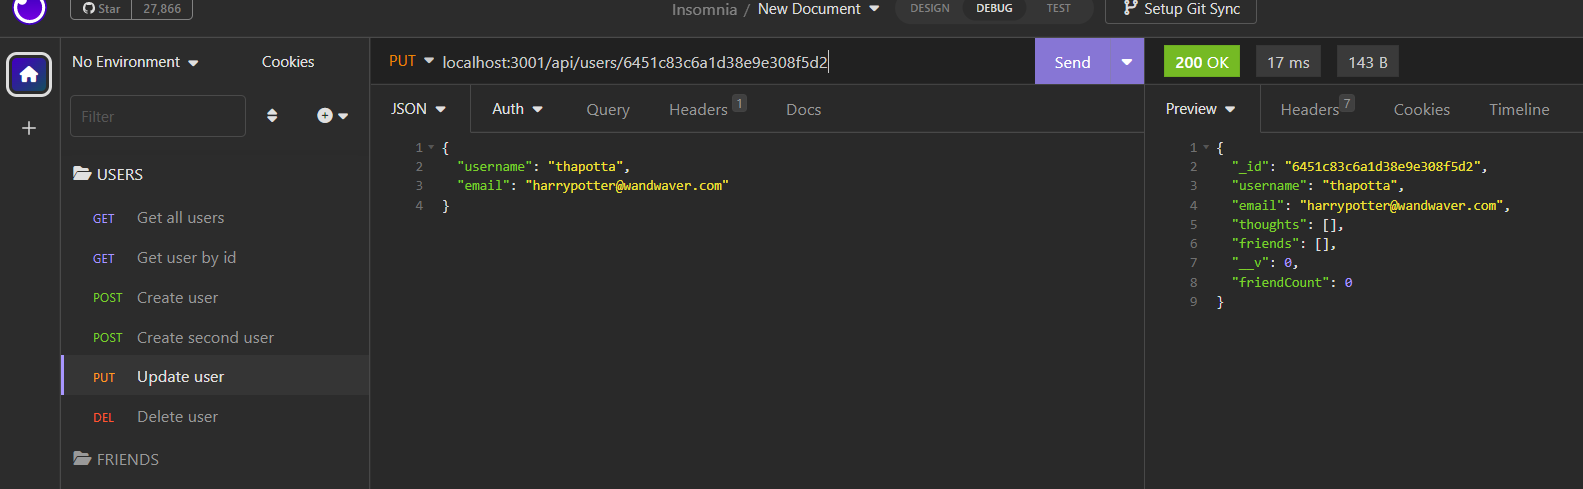 Star 27,866
Insomnia / New Document
DESIGN DEBUG TEST
Setup Git Sync
No Environment Cookies
Filter
USERS
GET Get all users
GET Get user by id
POST Create user
POST Create second user
PUT Update user
DEL Delete user
FRIENDS
PUT localhost:3001/api/users/6451c83c6a1d38e9e308f5d2 Send
JSON Auth Query Headers 1 Docs
1 {
2 "username": "thapotta",
3 "email": "harrypotter@wandwaver.com"
4 }
200 OK 17 ms 143 B
Preview Headers 7 Cookies Timeline
1 {
2 "_id": "6451c83c6a1d38e9e308f5d2",
3 "username": "thapotta",
4 "email": "harrypotter@wandwaver.com",
5 "thoughts": [],
6 "friends": [],
7 "__v": 0,
8 "friendCount": 0
9 }